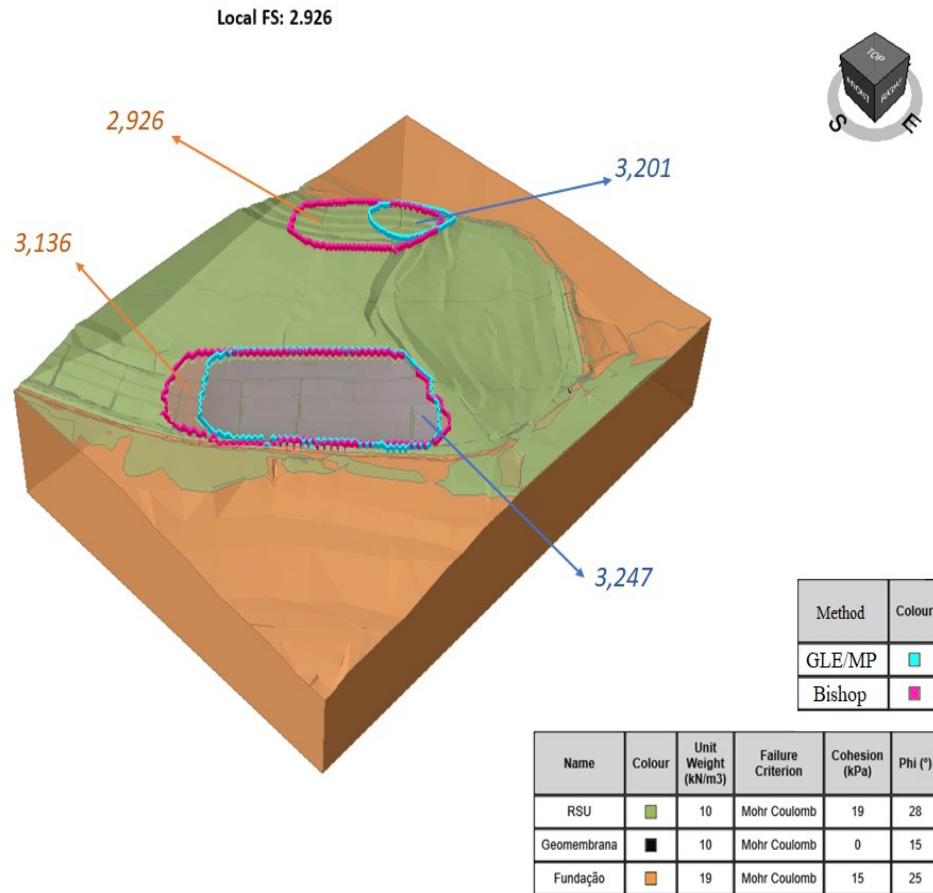 Local FS: 2.926
TOP
FRONT
RIGHT
S
E
2,926
3,201
3,136
3,247
Method Colour
GLE/MP
Bishop
Name Colour Unit Weight (kN/m3) Failure Criterion Cohesion (kPa) Phi (°)
RSU 10 Mohr Coulomb 19 28
Geomembrana 10 Mohr Coulomb 0 15
Fundação 19 Mohr Coulomb 15 25